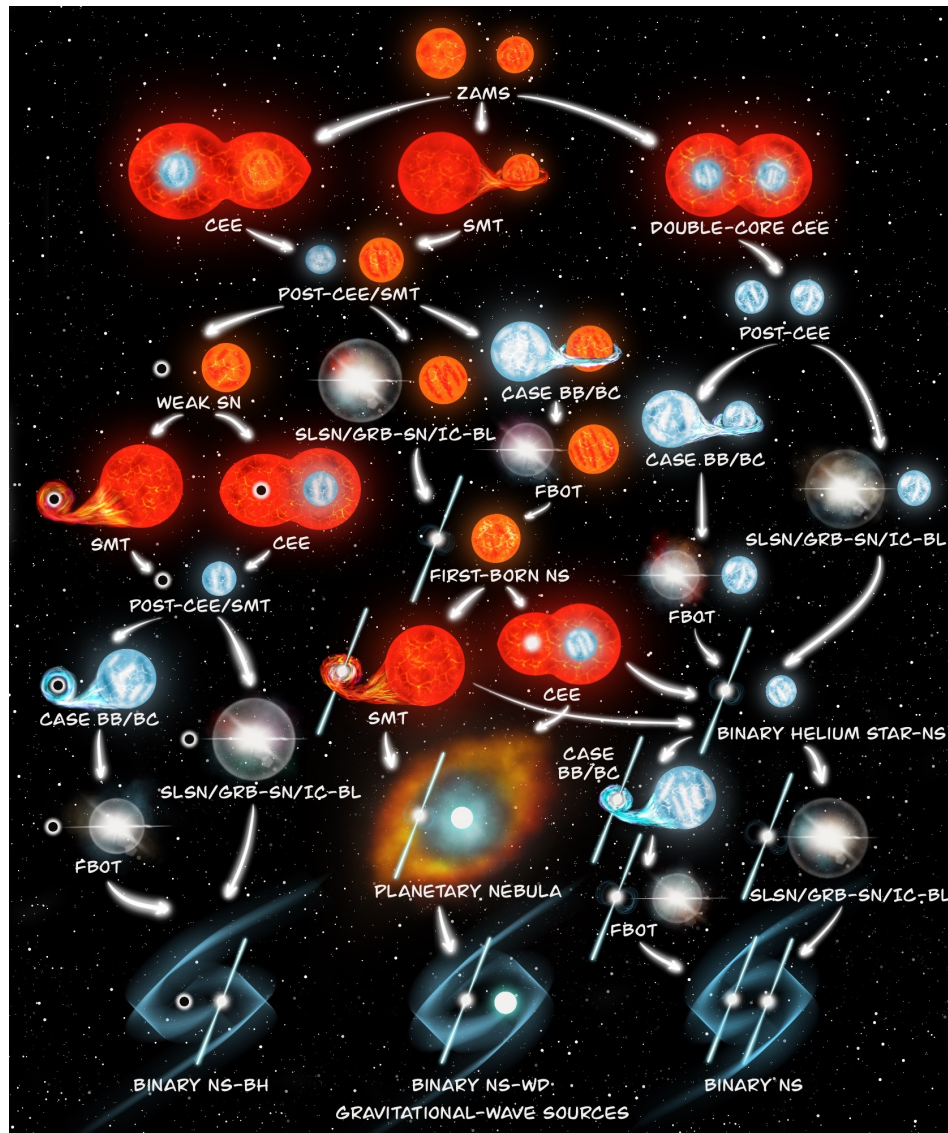 ZAMS
CEE
SMT
DOUBLE-CORE CEE
POST-CEE/SMT
POST-CEE
WEAK SN
SLSN/GRB-SN/IC-BL
CASE BB/BC
FBOT
CASE BB/BC
SLSN/GRB-SN/IC-BL
SMT
CEE
FIRST-BORN NS
FBOT
POST-CEE/SMT
CASE BB/BC
SLSN/GRB-SN/IC-BL
SMT
CEE
BINARY HELIUM STAR-NS
CASE
BB/BC
FBOT
PLANETARY NEBULA
FBOT
SLSN/GRB-SN/IC-BL
BINARY NS-BH
BINARY NS-WD
BINARY NS
GRAVITATIONAL-WAVE SOURCES